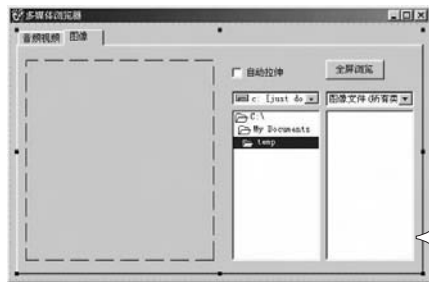 多媒体浏览器
音频视频 图像
自动拉伸
全屏浏览
c: [just do
图像文件(所有类
C:\
My Documents
temp